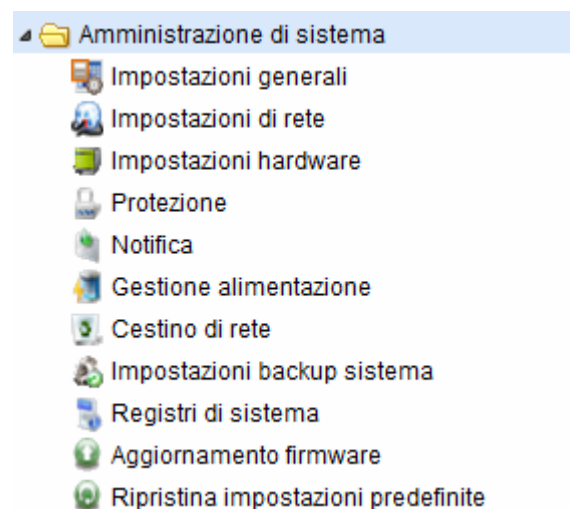 Amministrazione di sistema
Impostazioni generali
Impostazioni di rete
Impostazioni hardware
Protezione
Notifica
Gestione alimentazione
Cestino di rete
Impostazioni backup sistema
Registri di sistema
Aggiornamento firmware
Ripristina impostazioni predefinite